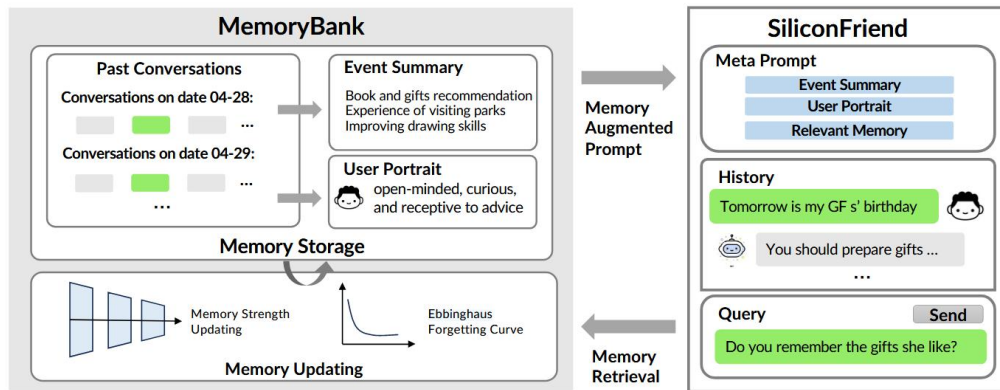 MemoryBank
Past Conversations
Conversations on date 04-28:
...
Conversations on date 04-29:
...
...
Event Summary
Book and gifts recommendation
Experience of visiting parks
Improving drawing skills
User Portrait
open-minded, curious,
and receptive to advice
Memory Storage
Memory Strength
Updating
Ebbinghaus
Forgetting Curve
Memory Updating
Memory
Augmented
Prompt
Memory
Retrieval
SiliconFriend
Meta Prompt
Event Summary
User Portrait
Relevant Memory
History
Tomorrow is my GF s' birthday
You should prepare gifts ...
...
Query
Send
Do you remember the gifts she like?